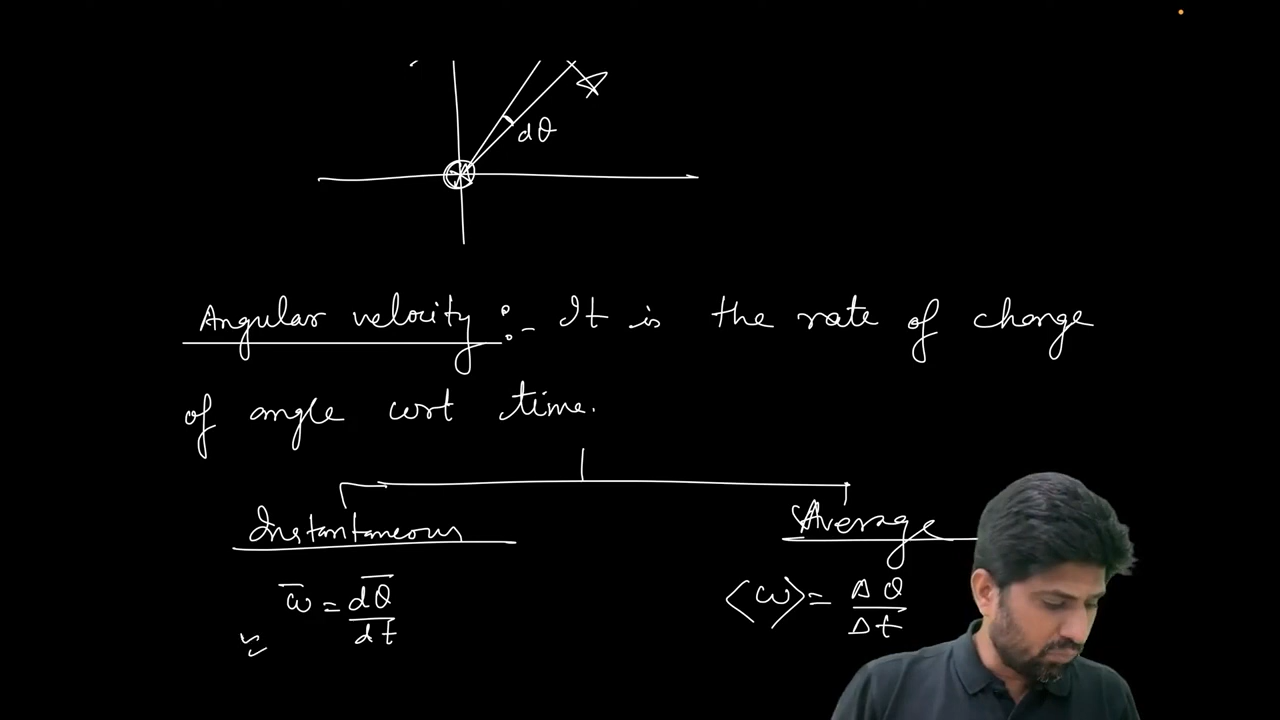 dθ
Angular velocity :- It is the rate of change
of angle wrt time.
Instantaneous Average
ω̅ = dθ̅/dt <ω> = Δθ/Δt